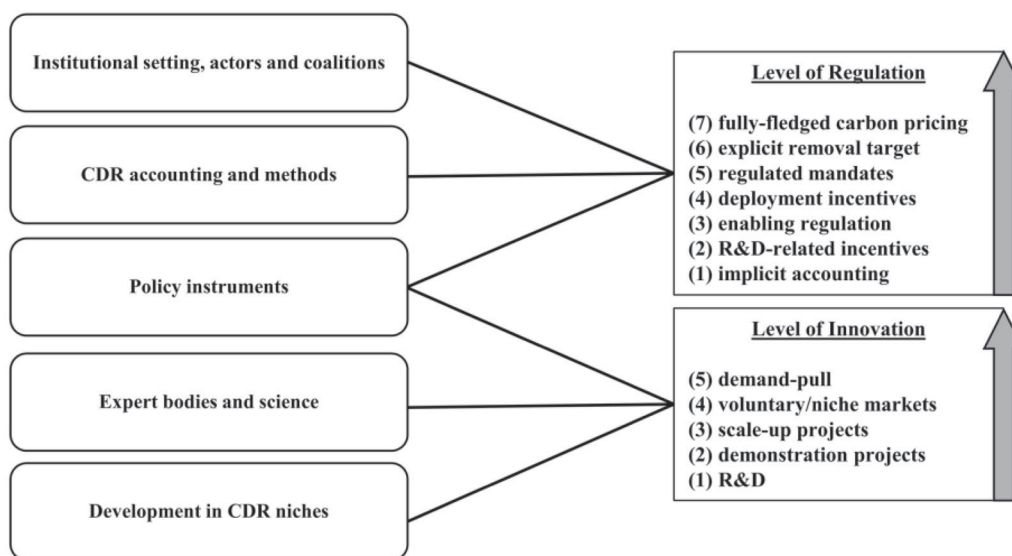 Institutional setting, actors and coalitions
CDR accounting and methods
Policy instruments
Expert bodies and science
Development in CDR niches
Level of Regulation
(7) fully-fledged carbon pricing
(6) explicit removal target
(5) regulated mandates
(4) deployment incentives
(3) enabling regulation
(2) R&D-related incentives
(1) implicit accounting
Level of Innovation
(5) demand-pull
(4) voluntary/niche markets
(3) scale-up projects
(2) demonstration projects
(1) R&D